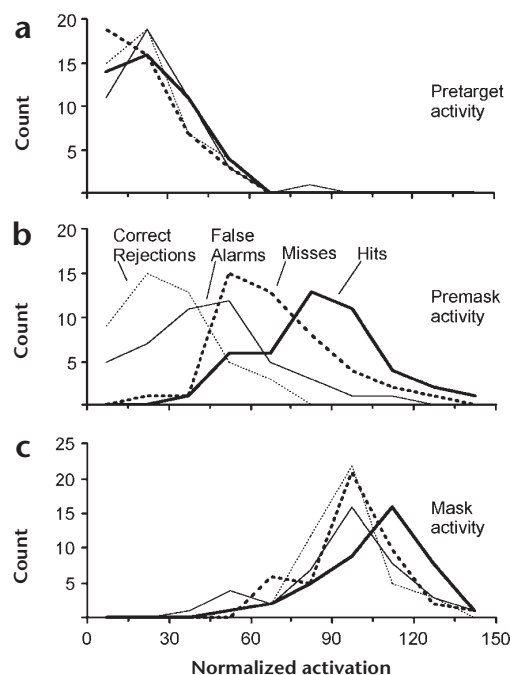 a
20
15
10
5
Count
Pretarget
activity
b
20
15
10
5
0
Count
Correct
Rejections
False
Alarms
Misses
Hits
Premask
activity
c
25
20
15
10
5
Count
Mask
activity
0 30 60 90 120 150
Normalized activation